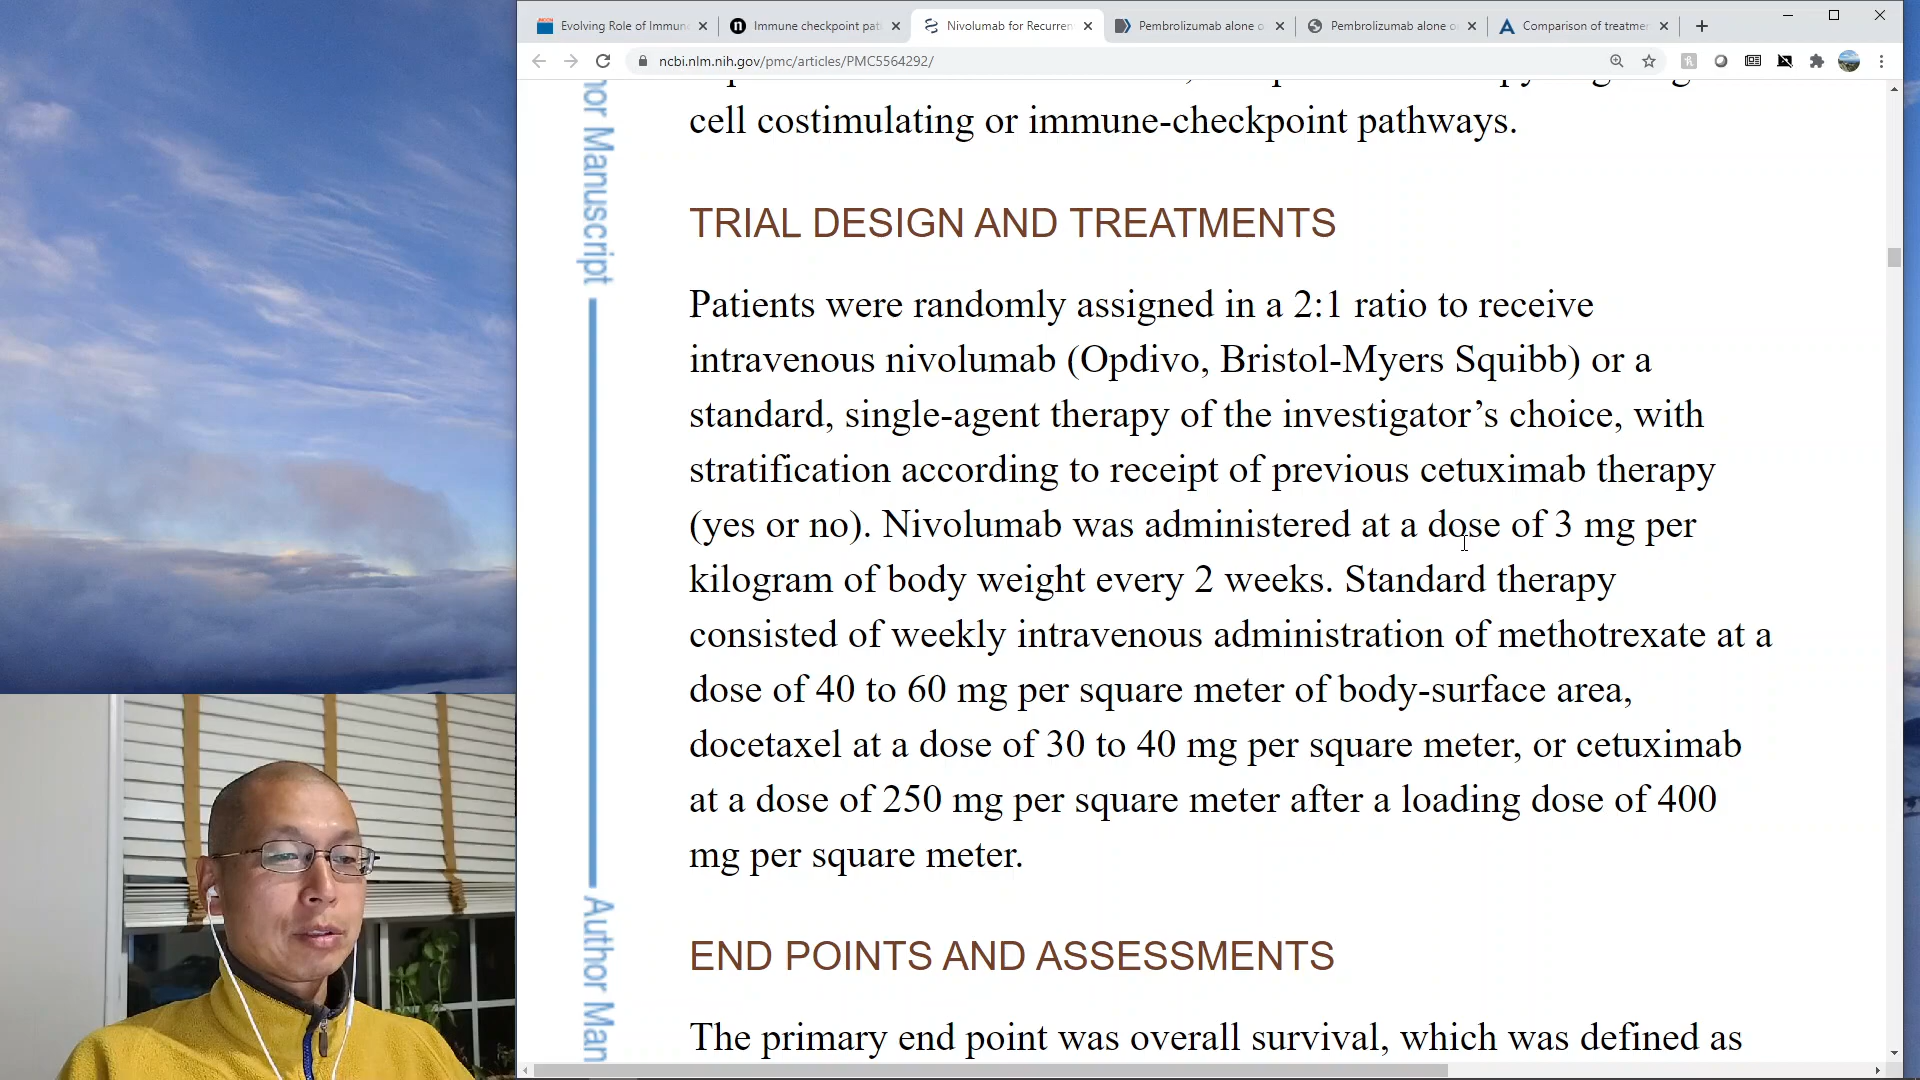 Evolving Role of Immun
Immune checkpoint pat
Nivolumab for Recurren
Pembrolizumab alone o
Pembrolizumab alone o
Comparison of treatmen
ncbi.nlm.nih.gov/pmc/articles/PMC5564292/
cell costimulating or immune-checkpoint pathways.
TRIAL DESIGN AND TREATMENTS
Patients were randomly assigned in a 2:1 ratio to receive
intravenous nivolumab (Opdivo, Bristol-Myers Squibb) or a
standard, single-agent therapy of the investigator’s choice, with
stratification according to receipt of previous cetuximab therapy
(yes or no). Nivolumab was administered at a dose of 3 mg per
kilogram of body weight every 2 weeks. Standard therapy
consisted of weekly intravenous administration of methotrexate at a
dose of 40 to 60 mg per square meter of body-surface area,
docetaxel at a dose of 30 to 40 mg per square meter, or cetuximab
at a dose of 250 mg per square meter after a loading dose of 400
mg per square meter.
END POINTS AND ASSESSMENTS
The primary end point was overall survival, which was defined as
hor Manuscript
Author Man